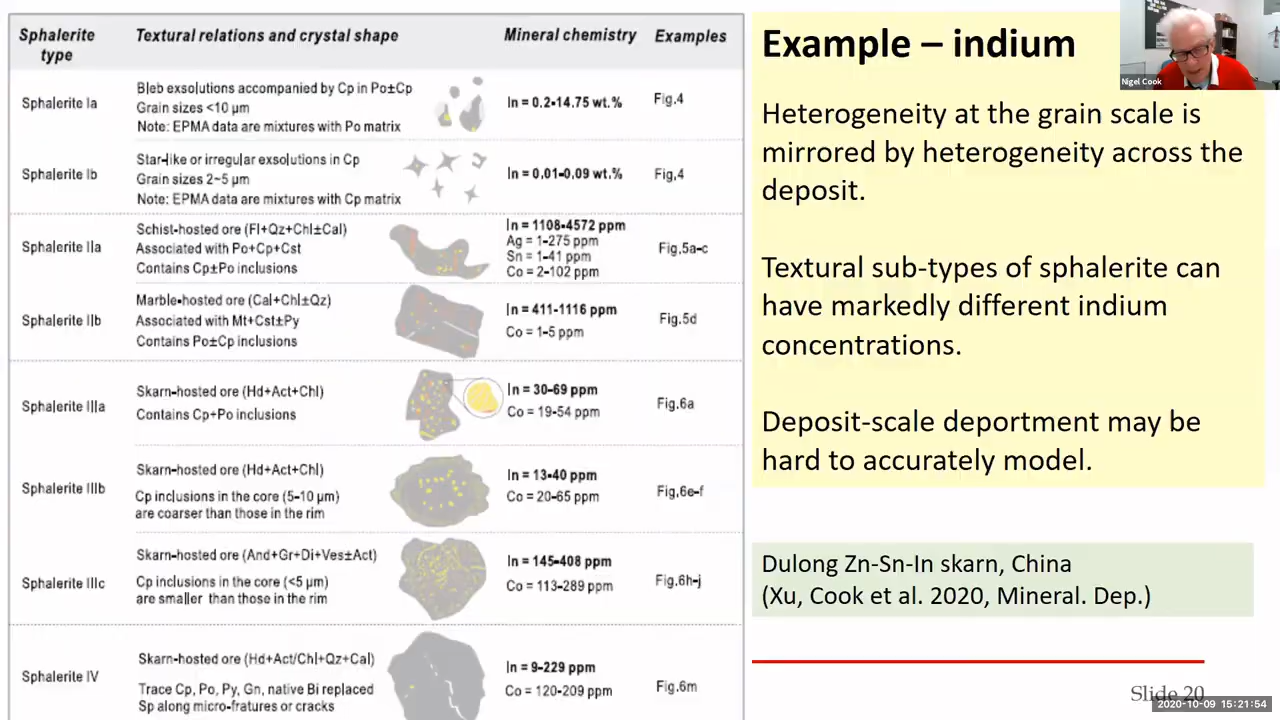 Sphalerite type
Textural relations and crystal shape
Mineral chemistry
Examples
Sphalerite Ia
Bleb exsolutions accompanied by Cp in Po±Cp
Grain sizes <10 μm
Note: EPMA data are mixtures with Po matrix
In = 0.2-14.75 wt.%
Fig.4
Sphalerite Ib
Star-like or irregular exsolutions in Cp
Grain sizes 2~5 μm
Note: EPMA data are mixtures with Cp matrix
In = 0.01-0.09 wt.%
Fig.4
Sphalerite IIa
Schist-hosted ore (Fl+Qz+Chl±Cal)
Associated with Po+Cp+Cst
Contains Cp±Po inclusions
In = 1108-4572 ppm
Ag = 1-275 ppm
Sn = 1-41 ppm
Co = 2-102 ppm
Fig.5a-c
Sphalerite IIb
Marble-hosted ore (Cal+Chl±Qz)
Associated with Mt+Cst±Py
Contains Po±Cp inclusions
In = 411-1116 ppm
Co = 1-5 ppm
Fig.5d
Sphalerite IIIa
Skarn-hosted ore (Hd+Act+Chl)
Contains Cp+Po inclusions
In = 30-69 ppm
Co = 19-54 ppm
Fig.6a
Sphalerite IIIb
Skarn-hosted ore (Hd+Act+Chl)
Cp inclusions in the core (5-10 μm)
are coarser than those in the rim
In = 13-40 ppm
Co = 20-65 ppm
Fig.6e-f
Sphalerite IIIc
Skarn-hosted ore (And+Gr+Di+Ves±Act)
Cp inclusions in the core (<5 μm)
are smaller than those in the rim
In = 145-408 ppm
Co = 113-289 ppm
Fig.6h-j
Sphalerite IV
Skarn-hosted ore (Hd+Act/Chl+Qz+Cal)
Trace Cp, Po, Py, Gn, native Bi replaced
Sp along micro-fratures or cracks
In = 9-229 ppm
Co = 120-209 ppm
Fig.6m
Example – indium
Nigel Cook
Heterogeneity at the grain scale is
mirrored by heterogeneity across the
deposit.
Textural sub-types of sphalerite can
have markedly different indium
concentrations.
Deposit-scale deportment may be
hard to accurately model.
Dulong Zn-Sn-In skarn, China
(Xu, Cook et al. 2020, Mineral. Dep.)
Slide 20
2020-10-09 15:21:54